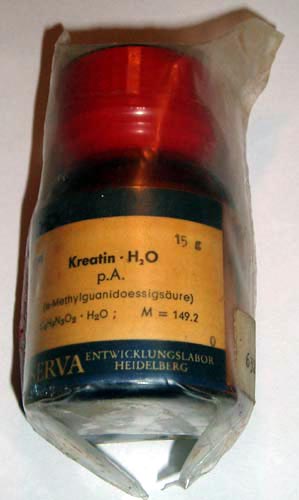 15 g
Kreatin · H₂O
p.A.
(α-Methylguanidoessigsäure)
C₄H₉N₃O₂ · H₂O ; M = 149.2
ERVA ENTWICKLUNGSLABOR
HEIDELBERG